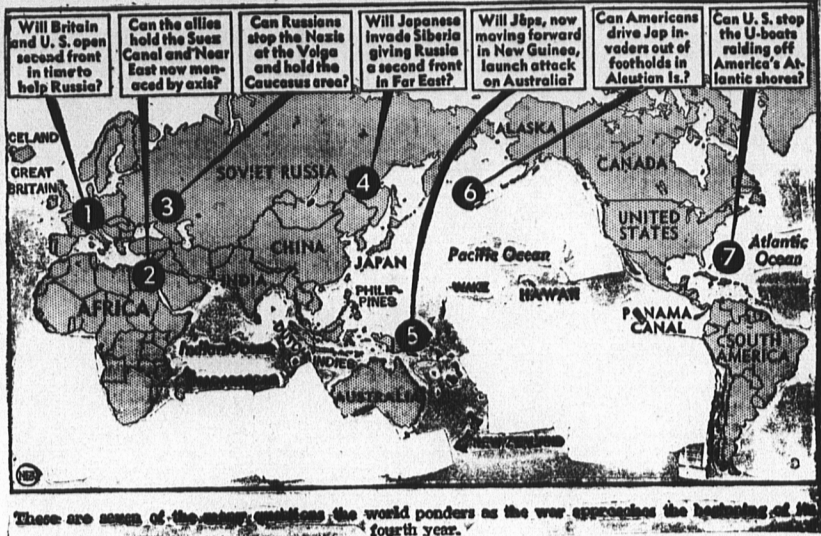 Will Britain
and U. S. open
second front
in time to
help Russia?
Can the allies
hold the Suez
Canal and Near
East now men-
aced by axis?
Can Russians
stop the Nazis
at the Volga
and hold the
Caucasus area?
Will Japanese
invade Siberia
giving Russia
a second front
in Far East?
Will Japs, now
moving forward
in New Guinea,
launch attack
on Australia?
Can Americans
drive Jap in-
vaders out of
footholds in
Aleutian Is.?
Can U. S. stop
the U-boats
raiding off
America's At-
lantic shores?
ICELAND
GREAT
BRITAIN
SOVIET RUSSIA
ALASKA
CANADA
UNITED
STATES
CHINA
JAPAN
INDIA
PHILIP-
PINES
Pacific Ocean
WAKE
HAWAII
Atlantic
Ocean
AFRICA
PANAMA
CANAL
SOUTH
AMERICA
INDIES
AUSTRALIA
1
2
3
4
5
6
7
These are seven of the many questions the world ponders as the war approaches the beginning of its
fourth year.